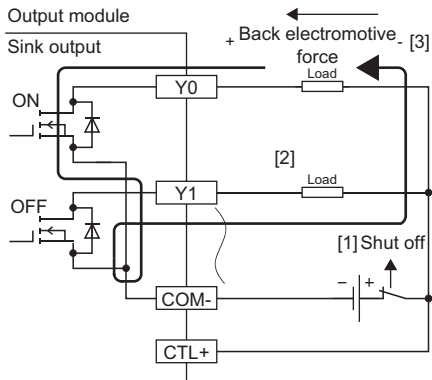 Output module
Sink output
+ Back electromotive force - [3]
Load
ON
Y0
[2]
Load
OFF
Y1
[1] Shut off
− +
COM-
CTL+